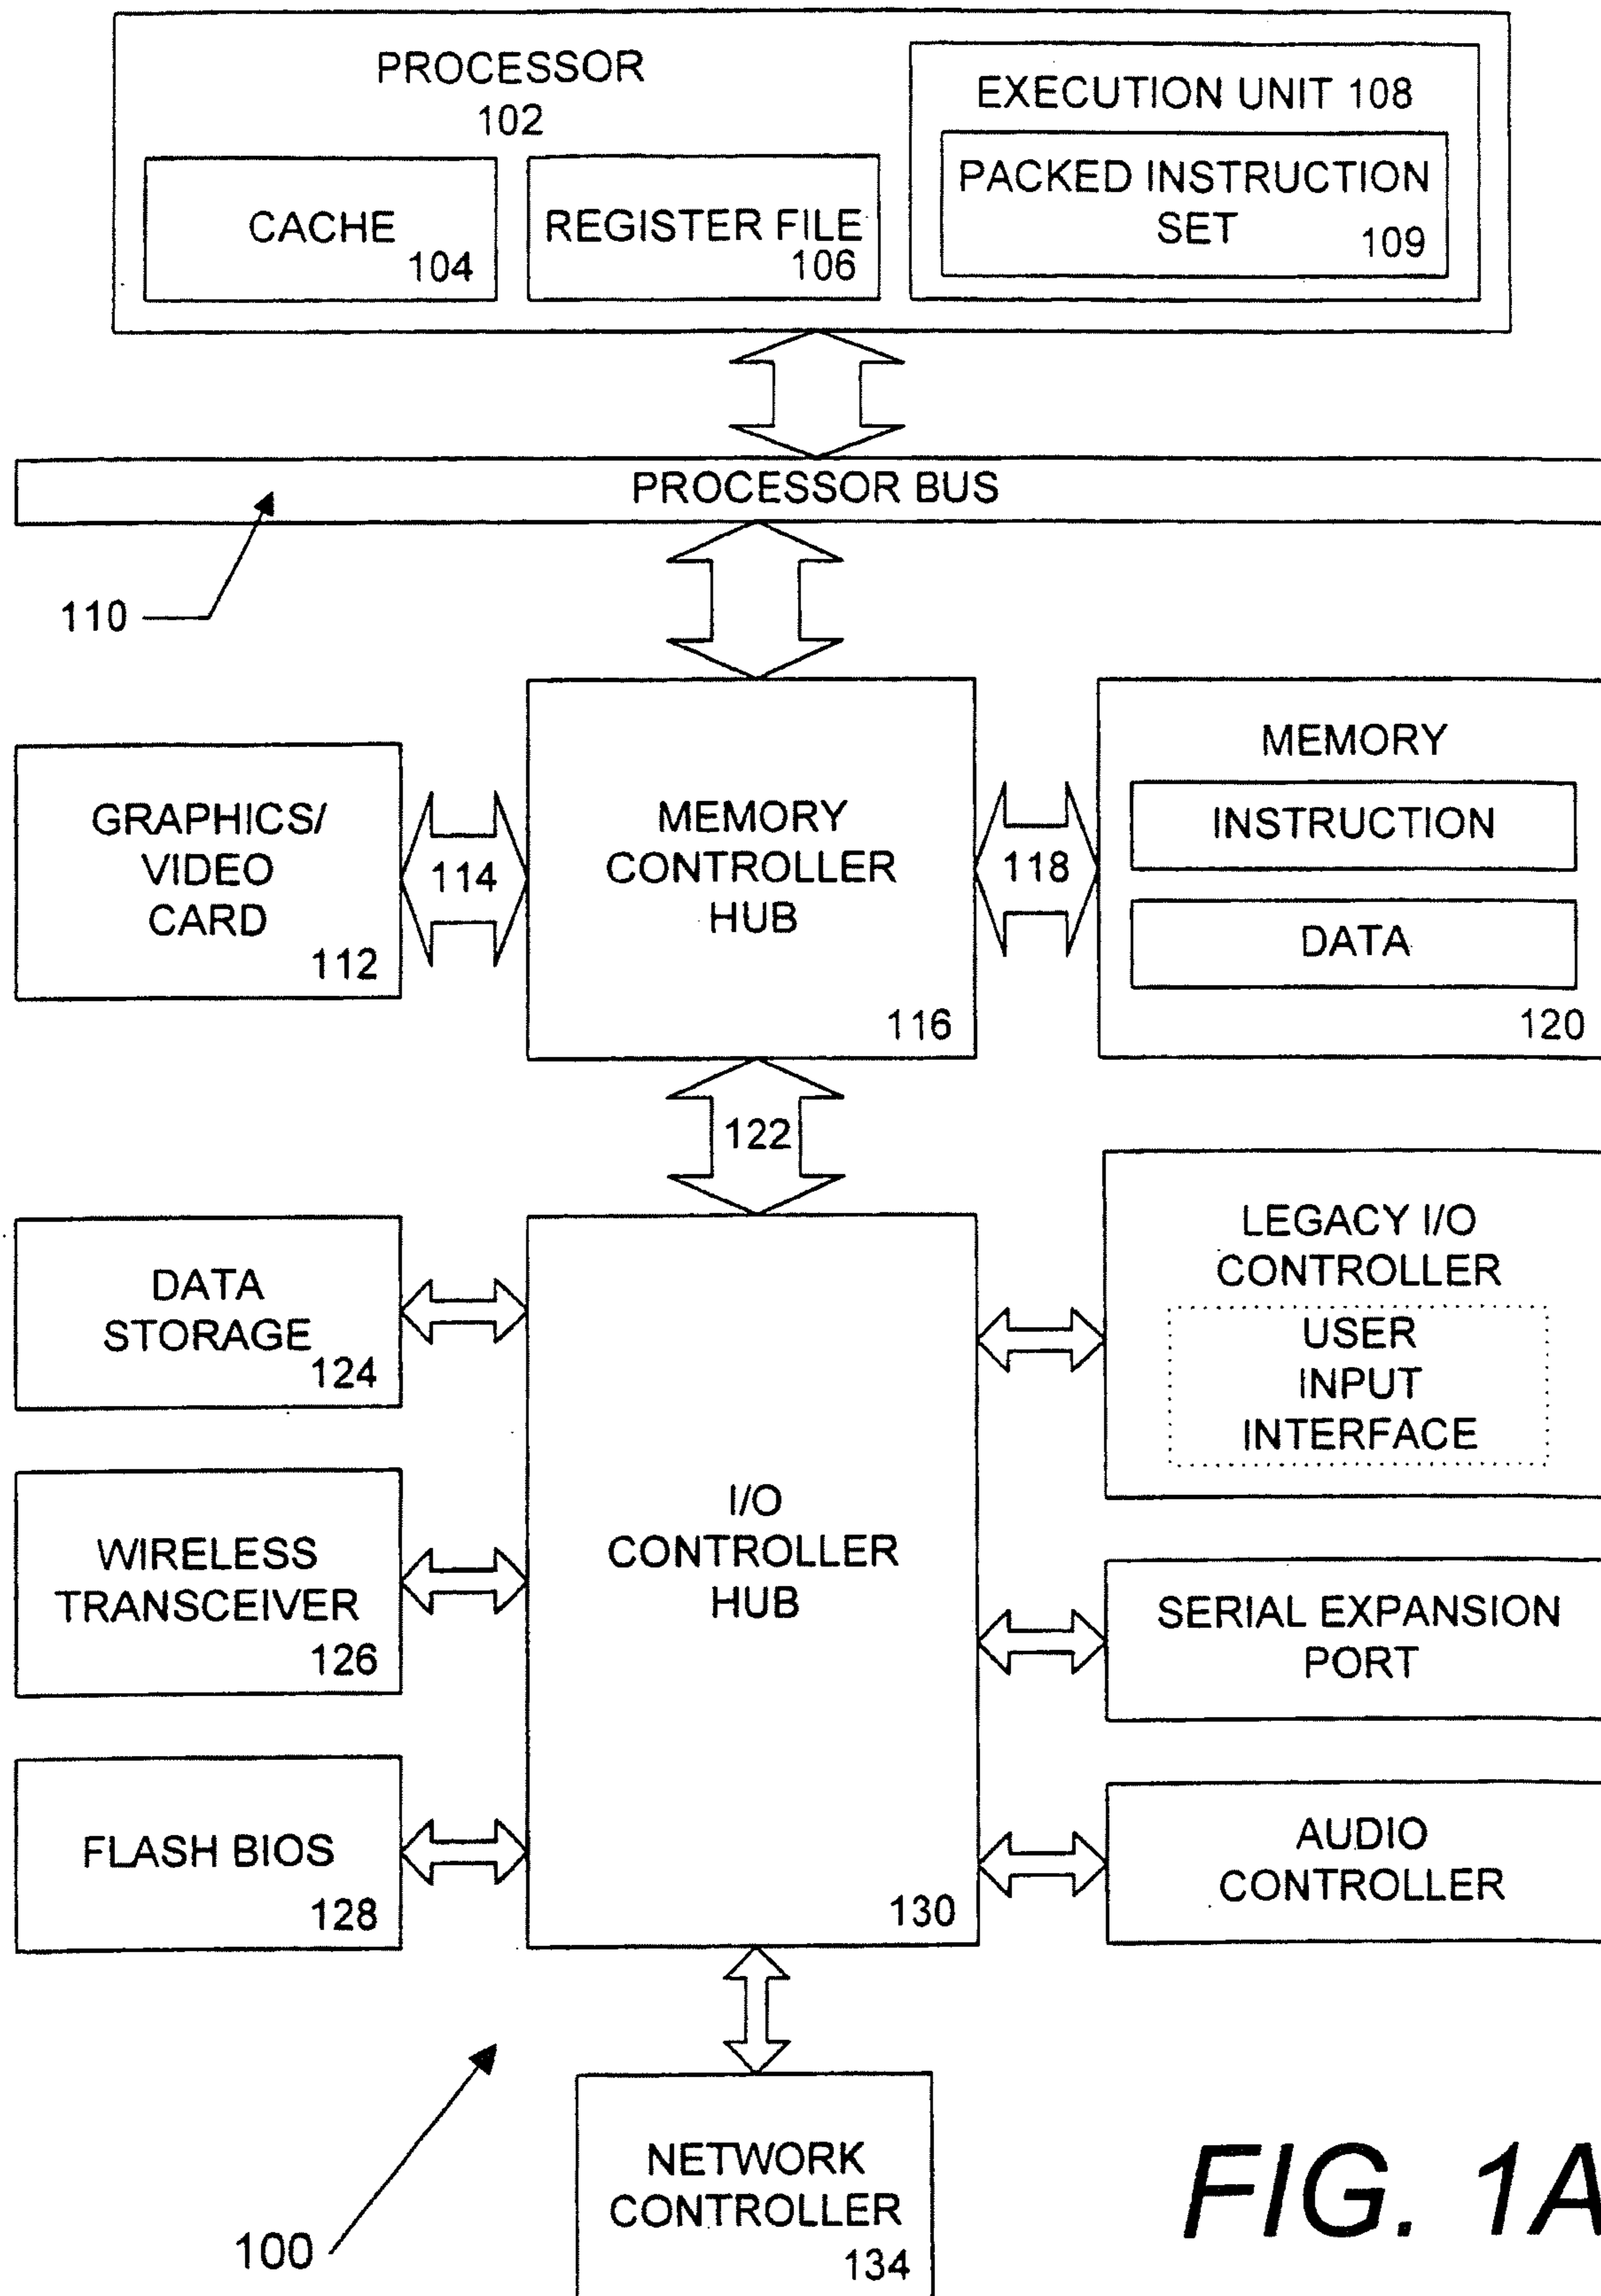 PROCESSOR
102
CACHE
104
REGISTER FILE
106
EXECUTION UNIT 108
PACKED INSTRUCTION
SET
109
PROCESSOR BUS
110
GRAPHICS/
VIDEO
CARD
112
114
MEMORY
CONTROLLER
HUB
116
118
MEMORY
INSTRUCTION
DATA
120
122
DATA
STORAGE
124
WIRELESS
TRANSCEIVER
126
FLASH BIOS
128
I/O
CONTROLLER
HUB
130
LEGACY I/O
CONTROLLER
USER
INPUT
INTERFACE
SERIAL EXPANSION
PORT
AUDIO
CONTROLLER
NETWORK
CONTROLLER
134
100
FIG. 1A